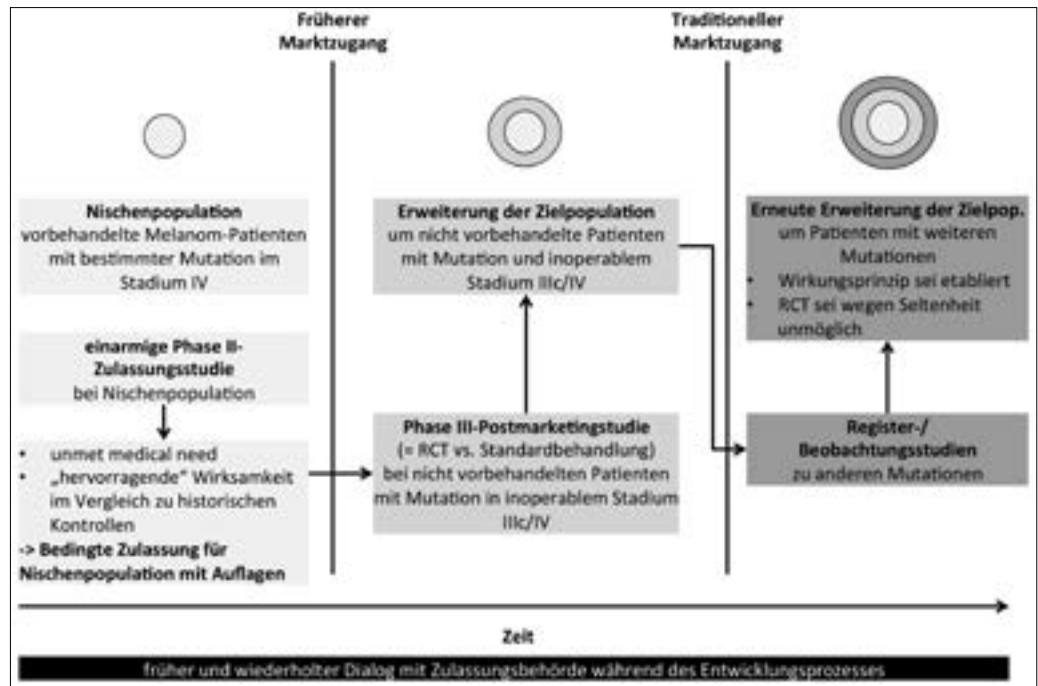 Früherer
Marktzugang
Traditioneller
Marktzugang
Nischenpopulation
vorbehandelte Melanom-Patienten
mit bestimmter Mutation im
Stadium IV
einarmige Phase II-
Zulassungsstudie
bei Nischenpopulation
• unmet medical need
• „hervorragende“ Wirksamkeit
im Vergleich zu historischen
Kontrollen
-> Bedingte Zulassung für
Nischenpopulation mit Auflagen
Erweiterung der Zielpopulation
um nicht vorbehandelte Patienten
mit Mutation und inoperablem
Stadium IIIc/IV
Phase III-Postmarketingstudie
(= RCT vs. Standardbehandlung)
bei nicht vorbehandelten Patienten
mit Mutation in inoperablem Stadium
IIIc/IV
Erneute Erweiterung der Zielpop.
um Patienten mit weiteren
Mutationen
• Wirkungsprinzip sei etabliert
• RCT sei wegen Seltenheit
unmöglich
Register-/
Beobachtungsstudien
zu anderen Mutationen
Zeit
früher und wiederholter Dialog mit Zulassungsbehörde während des Entwicklungsprozesses